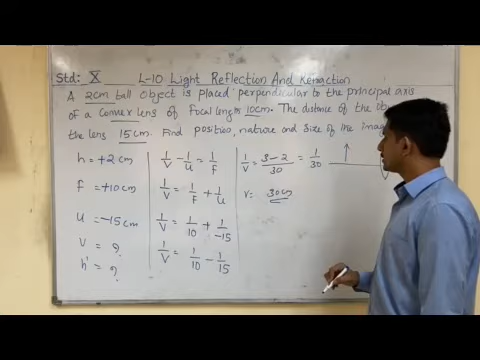 Std: X L-10 Light Reflection And Refraction
A 2cm tall object is placed perpendicular to the principal axis
of a convex lens of focal length 10cm. The distance of the
the lens 15cm. Find position, nature and size of the
h = +2 cm
f = +10 cm
u = -15 cm
v = ?
h' = ?
1/v - 1/u = 1/f
1/v = 1/f + 1/u
1/v = 1/10 + 1/-15
1/v = 1/10 - 1/15
1/v = 3-2/30 = 1/30
v = 30cm